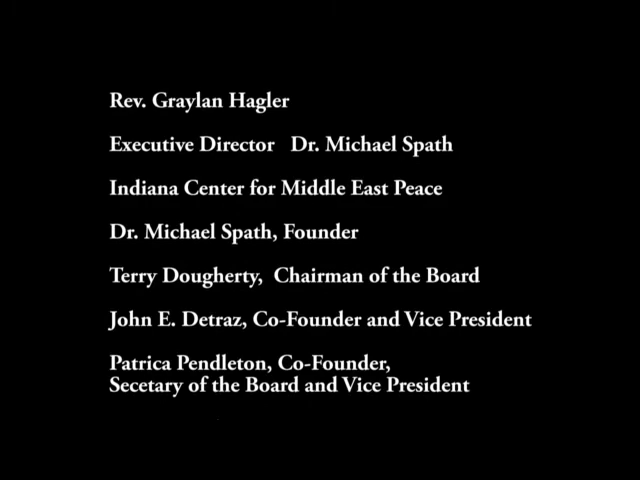 Rev. Graylan Hagler
Executive Director Dr. Michael Spath
Indiana Center for Middle East Peace
Dr. Michael Spath, Founder
Terry Dougherty, Chairman of the Board
John E. Detraz, Co-Founder and Vice President
Patrica Pendleton, Co-Founder,
Secetary of the Board and Vice President